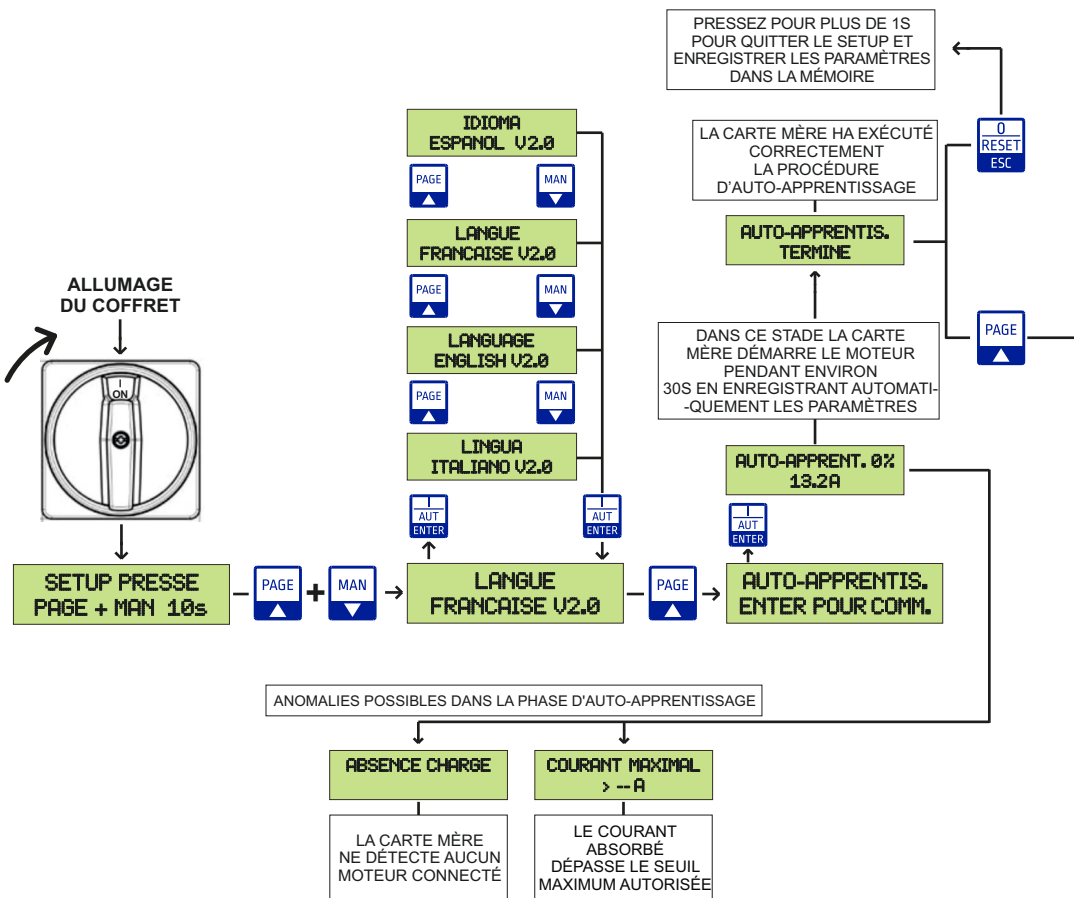 PRESSEZ POUR PLUS DE 1S
POUR QUITTER LE SETUP ET
ENREGISTRER LES PARAMÈTRES
DANS LA MÉMOIRE
0
RESET
ESC
LA CARTE MÈRE HA EXÉCUTÉ
CORRECTEMENT
LA PROCÉDURE
D'AUTO-APPRENTISSAGE
AUTO-APPRENTIS.
TERMINE
PAGE
DANS CE STADE LA CARTE
MÈRE DÉMARRE LE MOTEUR
PENDANT ENVIRON
30S EN ENREGISTRANT AUTOMATI-
-QUEMENT LES PARAMÈTRES
AUTO-APPRENT. 0%
13.2A
I
AUT
ENTER
IDIOMA
ESPANOL V2.0
PAGE
MAN
LANGUE
FRANCAISE V2.0
PAGE
MAN
LANGUAGE
ENGLISH V2.0
PAGE
MAN
LINGUA
ITALIANO V2.0
I
AUT
ENTER
I
AUT
ENTER
ALLUMAGE
DU COFFRET
I
ON
SETUP PRESSE
PAGE + MAN 10s
PAGE
+
MAN
LANGUE
FRANCAISE V2.0
PAGE
AUTO-APPRENTIS.
ENTER POUR COMM.
ANOMALIES POSSIBLES DANS LA PHASE D'AUTO-APPRENTISSAGE
ABSENCE CHARGE
LA CARTE MÈRE
NE DÉTECTE AUCUN
MOTEUR CONNECTÉ
COURANT MAXIMAL
> -- A
LE COURANT
ABSORBÉ
DÉPASSE LE SEUIL
MAXIMUM AUTORISÉE